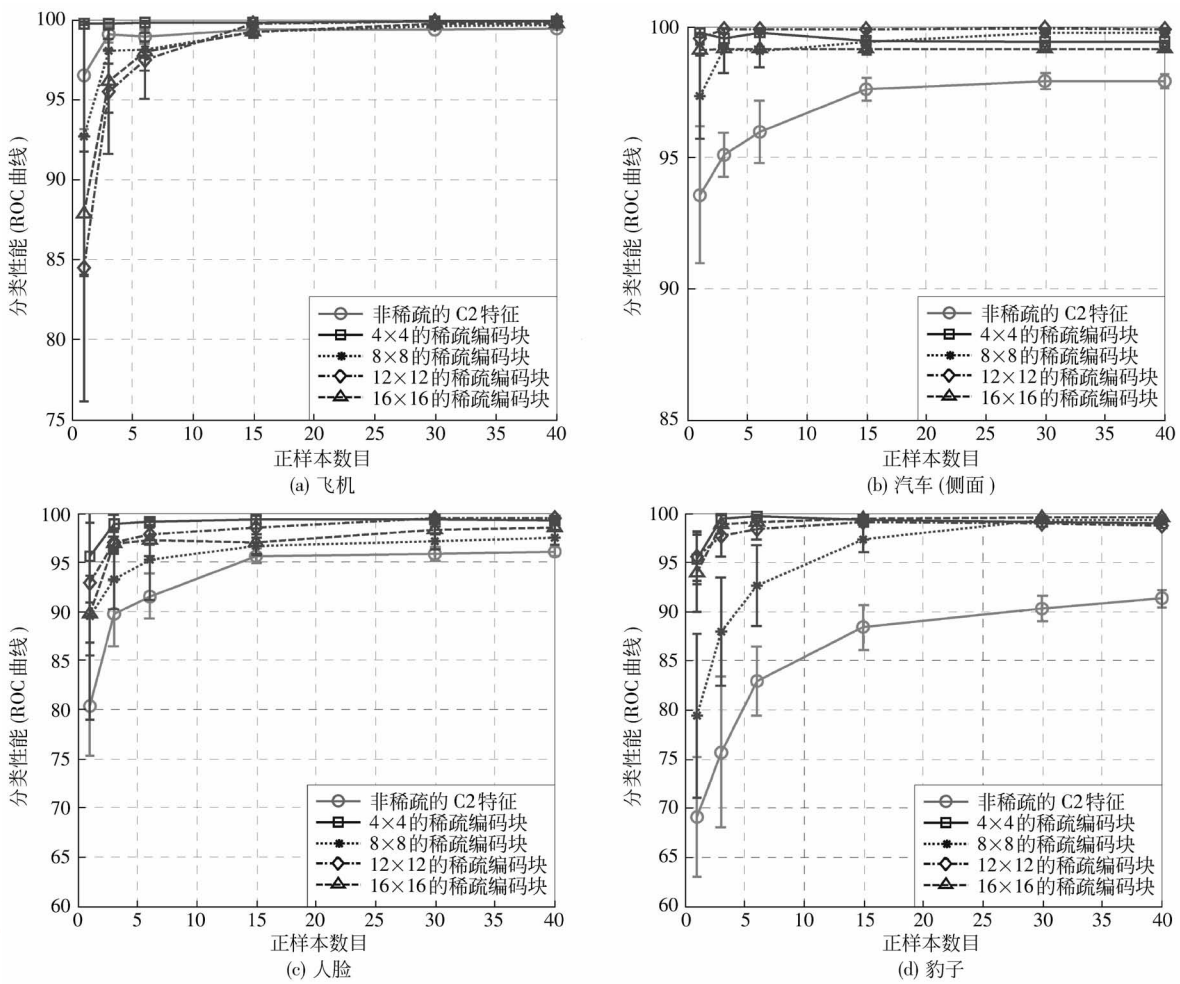 100
95
90
85
80
75
分类性能 (ROC 曲线)
0 5 10 15 20 25 30 35 40
正样本数目
非稀疏的 C2特征
4×4的稀疏编码块
8×8的稀疏编码块
12×12的稀疏编码块
16×16的稀疏编码块
(a) 飞机
100
95
90
85
分类性能 (ROC 曲线)
0 5 10 15 20 25 30 35 40
正样本数目
非稀疏的 C2特征
4×4的稀疏编码块
8×8的稀疏编码块
12×12的稀疏编码块
16×16的稀疏编码块
(b) 汽车 (侧面)
100
95
90
85
80
75
70
65
60
分类性能 (ROC 曲线)
0 5 10 15 20 25 30 35 40
正样本数目
非稀疏的 C2特征
4×4的稀疏编码块
8×8的稀疏编码块
12×12的稀疏编码块
16×16的稀疏编码块
(c) 人脸
100
95
90
85
80
75
70
65
60
分类性能 (ROC 曲线)
0 5 10 15 20 25 30 35 40
正样本数目
非稀疏的 C2特征
4×4的稀疏编码块
8×8的稀疏编码块
12×12的稀疏编码块
16×16的稀疏编码块
(d) 豹子